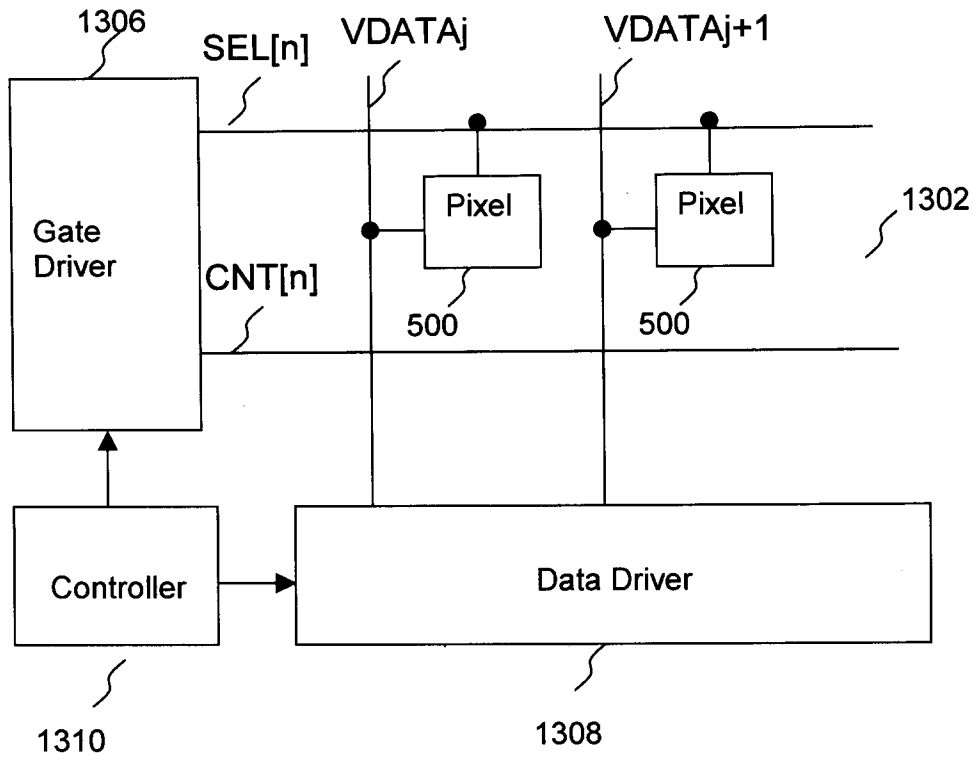 1306
SEL[n]
VDATAj
VDATAj+1
Pixel
Pixel
1302
Gate
Driver
CNT[n]
500
500
Controller
Data Driver
1310
1308